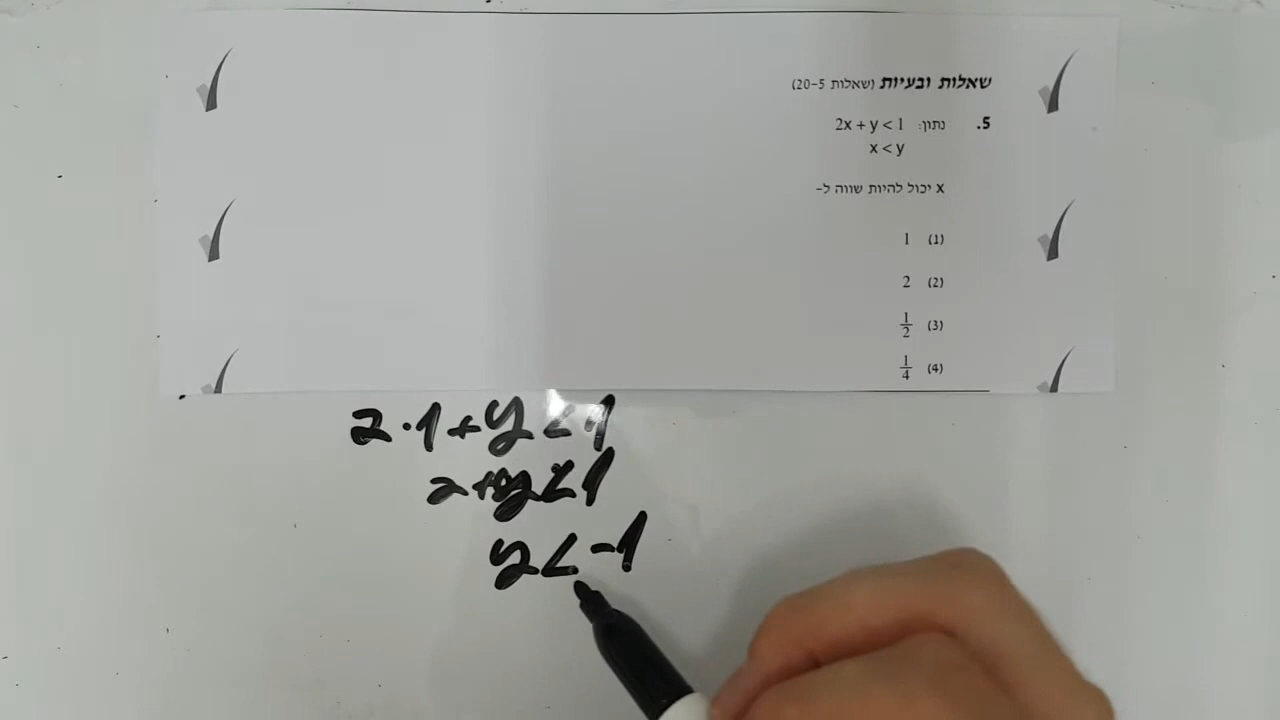 שאלות ובעיות (שאלות 5–20)
5. נתון: 2x + y < 1
x < y
x יכול להיות שווה ל-
(1) 1
(2) 2
(3) 1/2
(4) 1/4
2·1+y<1
2+y<1
y<-1